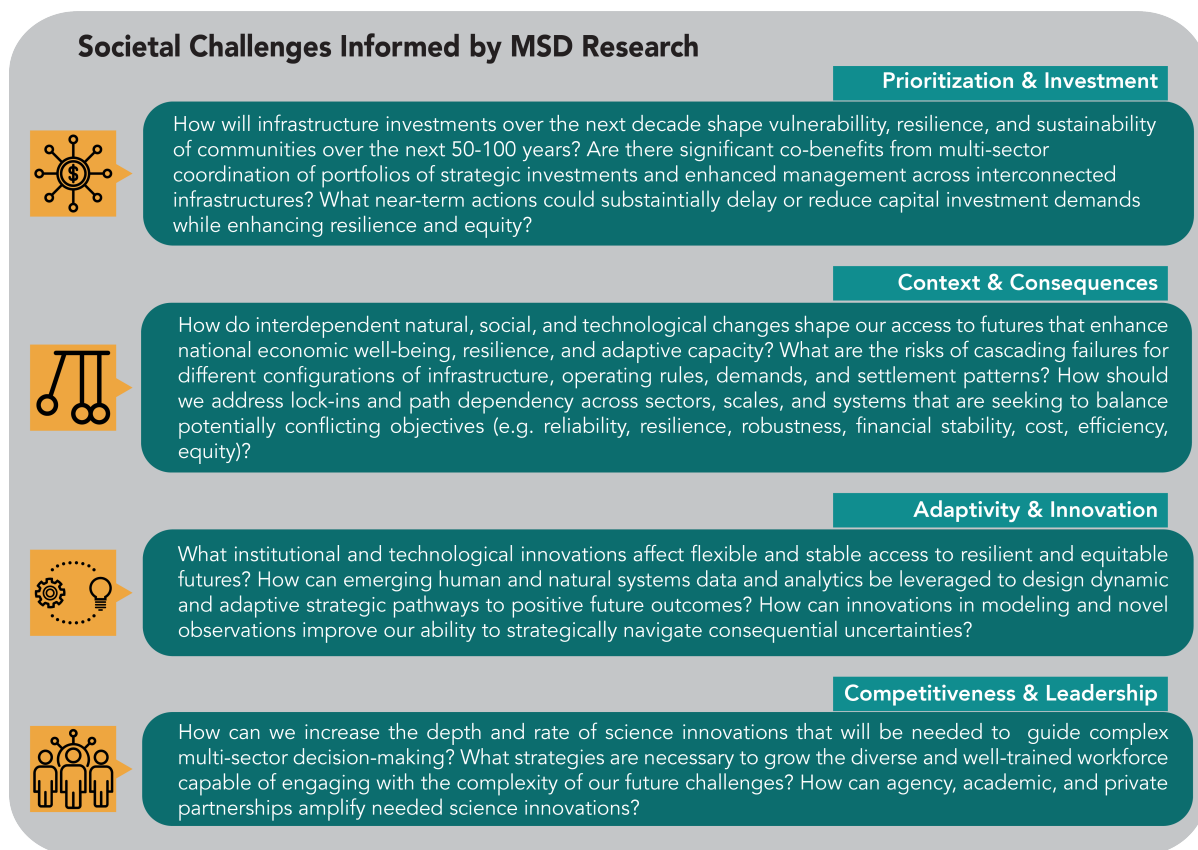 Societal Challenges Informed by MSD Research
Prioritization & Investment
How will infrastructure investments over the next decade shape vulnerabillity, resilience, and sustainability
of communities over the next 50-100 years? Are there significant co-benefits from multi-sector
coordination of portfolios of strategic investments and enhanced management across interconnected
infrastructures? What near-term actions could substaintially delay or reduce capital investment demands
while enhancing resilience and equity?
$
Context & Consequences
How do interdependent natural, social, and technological changes shape our access to futures that enhance
national economic well-being, resilience, and adaptive capacity? What are the risks of cascading failures for
different configurations of infrastructure, operating rules, demands, and settlement patterns? How should
we address lock-ins and path dependency across sectors, scales, and systems that are seeking to balance
potentially conflicting objectives (e.g. reliability, resilience, robustness, financial stability, cost, efficiency,
equity)?
Adaptivity & Innovation
What institutional and technological innovations affect flexible and stable access to resilient and equitable
futures? How can emerging human and natural systems data and analytics be leveraged to design dynamic
and adaptive strategic pathways to positive future outcomes? How can innovations in modeling and novel
observations improve our ability to strategically navigate consequential uncertainties?
Competitiveness & Leadership
How can we increase the depth and rate of science innovations that will be needed to guide complex
multi-sector decision-making? What strategies are necessary to grow the diverse and well-trained workforce
capable of engaging with the complexity of our future challenges? How can agency, academic, and private
partnerships amplify needed science innovations?